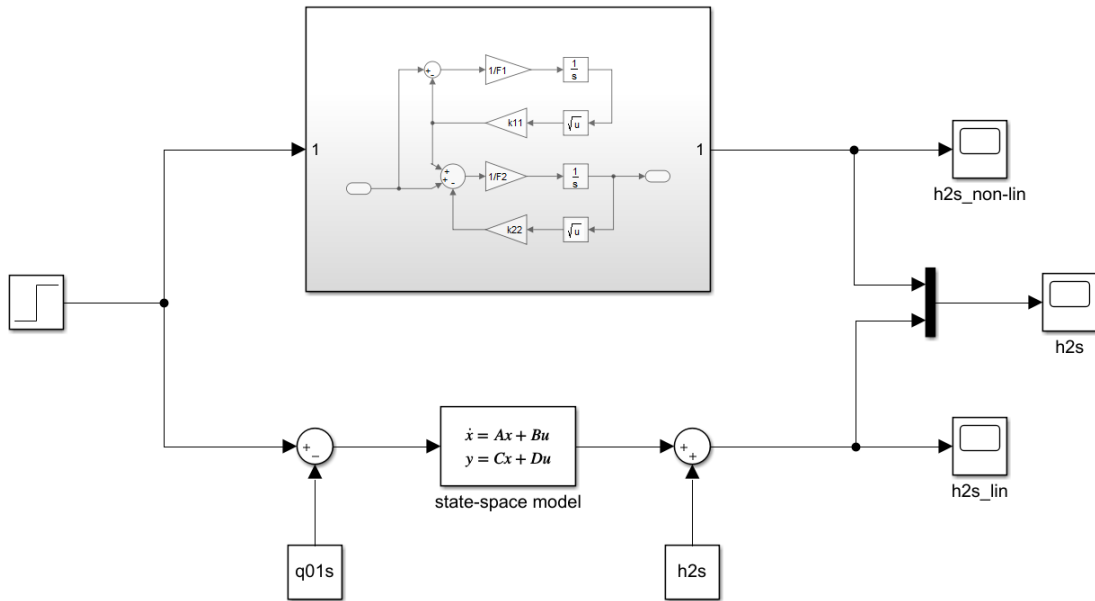 +
-
1/F1
1
s
k11
√u
1
1
+
+
-
1/F2
1
s
k22
√u
h2s_non-lin
h2s
+
-
ẋ = Ax + Bu
y = Cx + Du
+
+
state-space model
h2s_lin
q01s
h2s